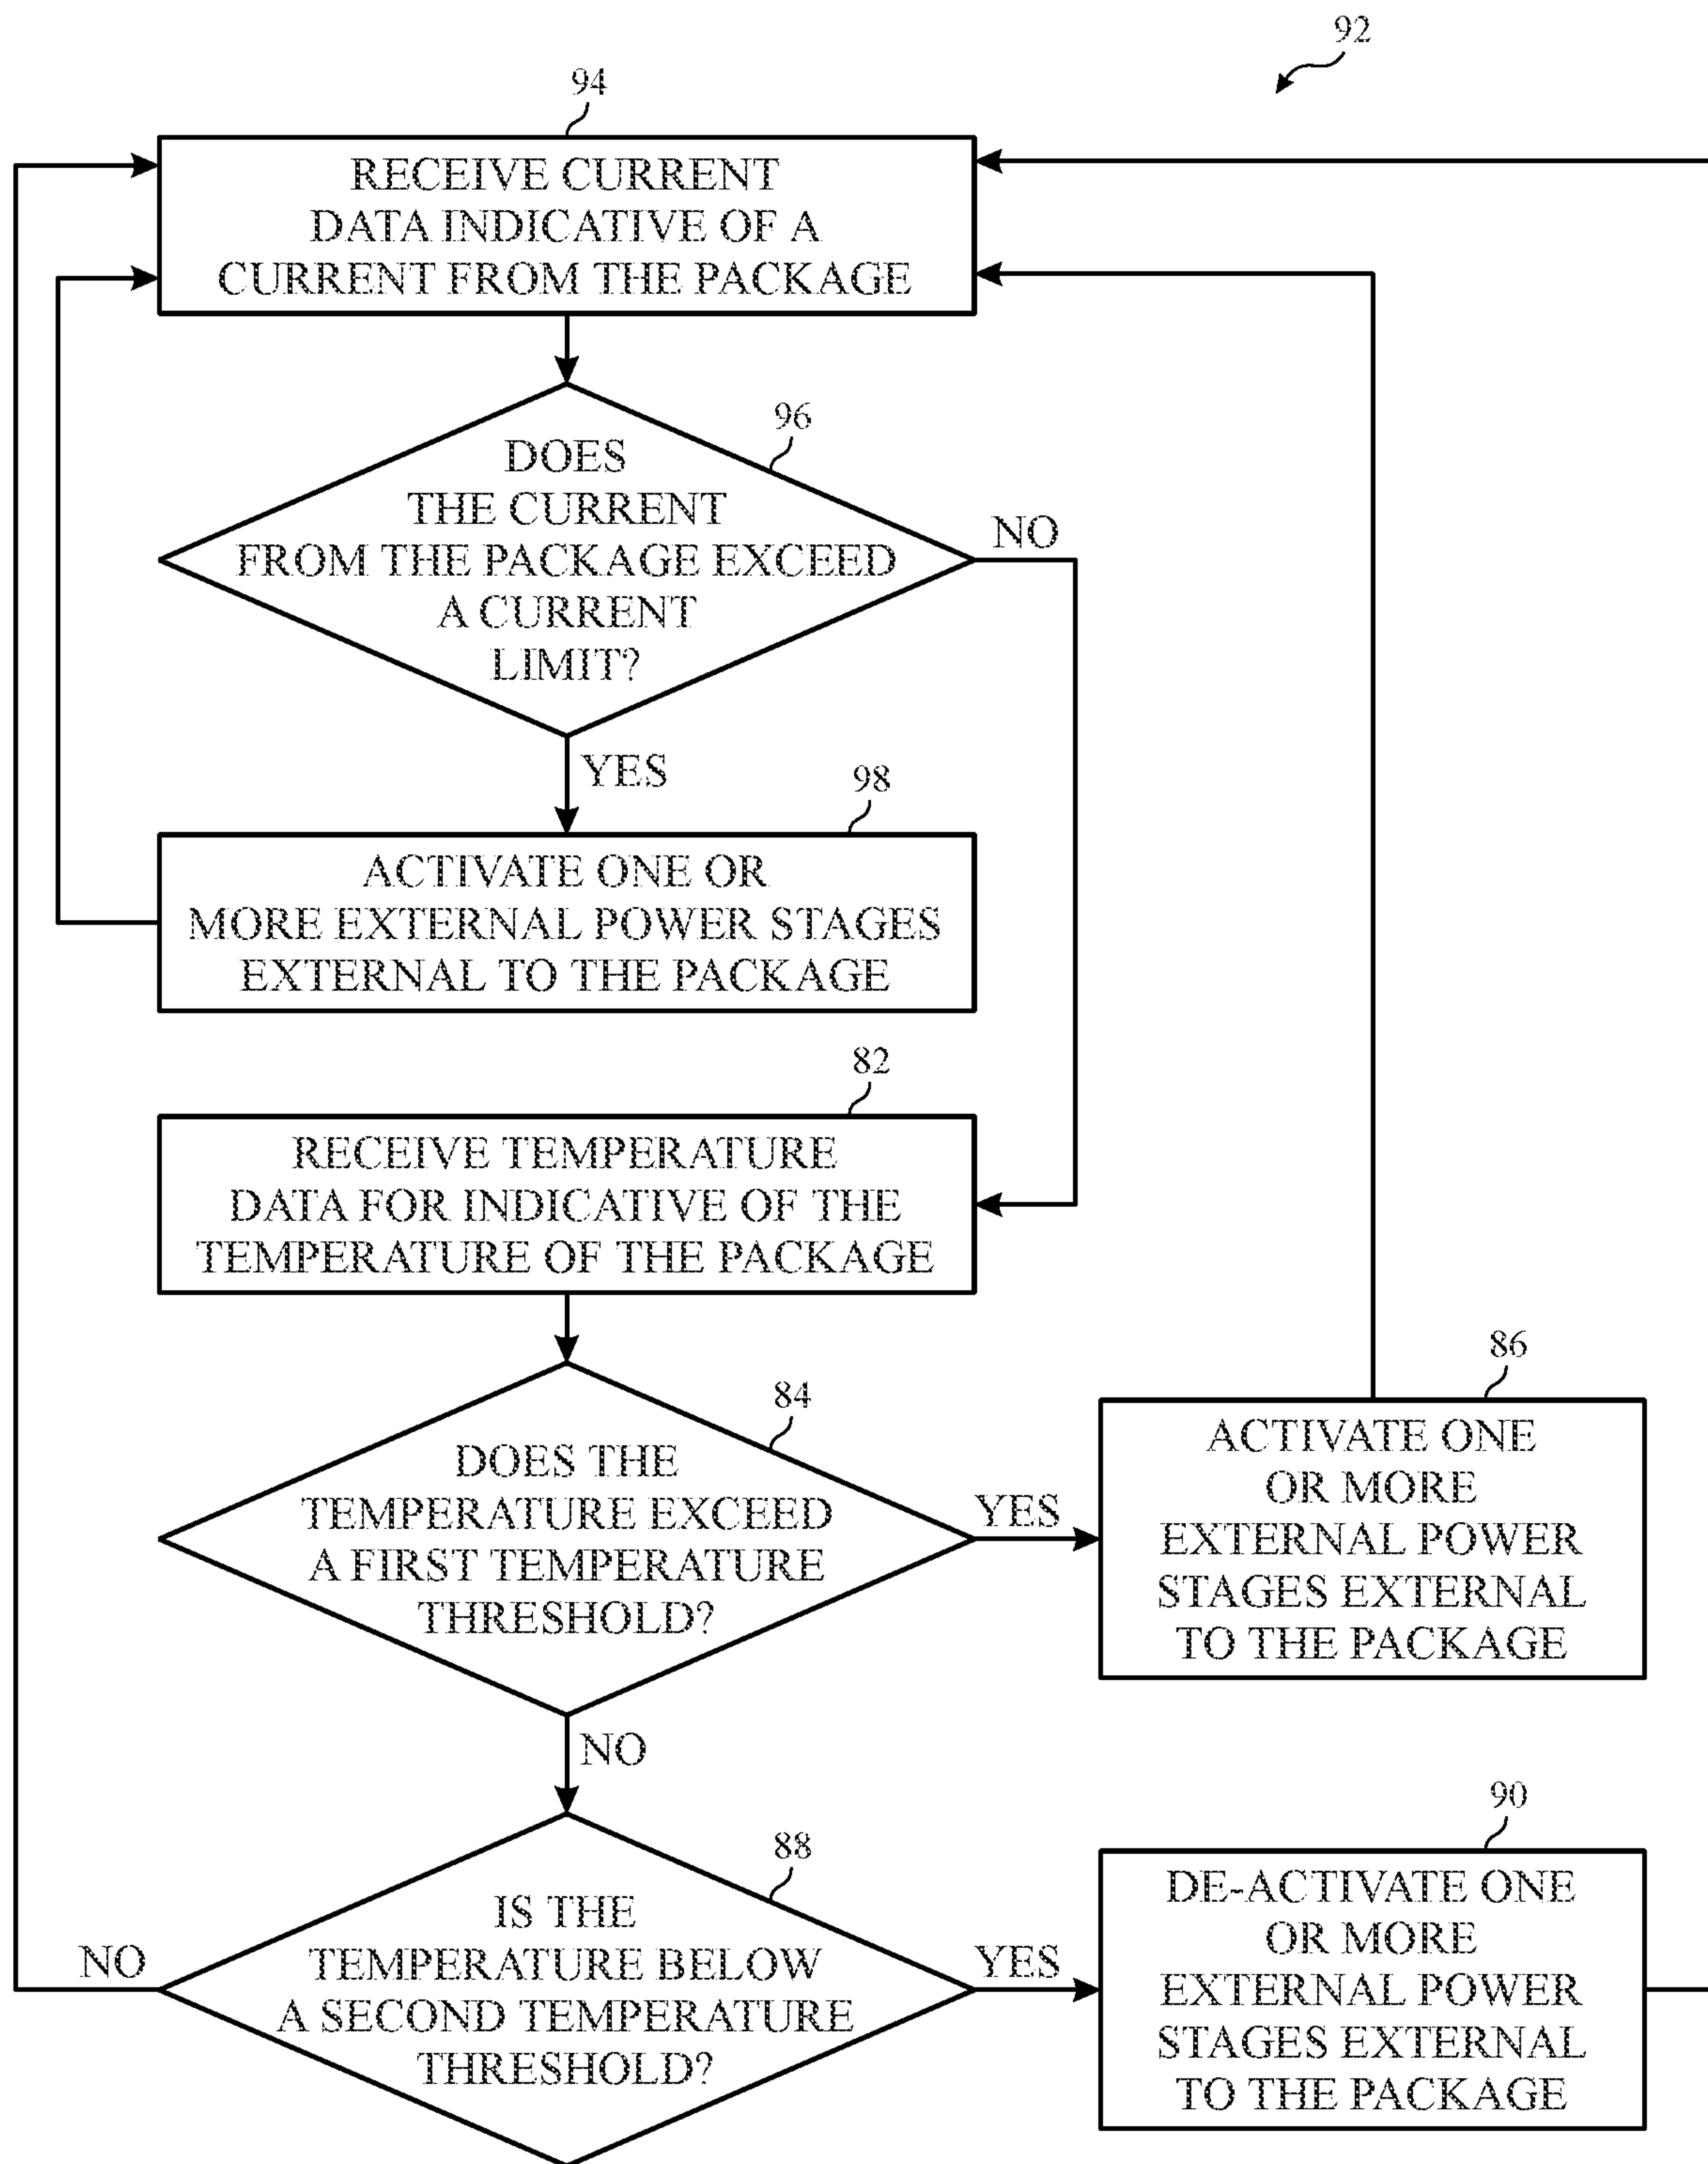 92
94
RECEIVE CURRENT
DATA INDICATIVE OF A
CURRENT FROM THE PACKAGE
96
DOES
THE CURRENT
FROM THE PACKAGE EXCEED
A CURRENT
LIMIT?
NO
YES
98
ACTIVATE ONE OR
MORE EXTERNAL POWER STAGES
EXTERNAL TO THE PACKAGE
82
RECEIVE TEMPERATURE
DATA FOR INDICATIVE OF THE
TEMPERATURE OF THE PACKAGE
84
DOES THE
TEMPERATURE EXCEED
A FIRST TEMPERATURE
THRESHOLD?
YES
86
ACTIVATE ONE
OR MORE
EXTERNAL POWER
STAGES EXTERNAL
TO THE PACKAGE
NO
88
IS THE
TEMPERATURE BELOW
A SECOND TEMPERATURE
THRESHOLD?
NO
YES
90
DE-ACTIVATE ONE
OR MORE
EXTERNAL POWER
STAGES EXTERNAL
TO THE PACKAGE